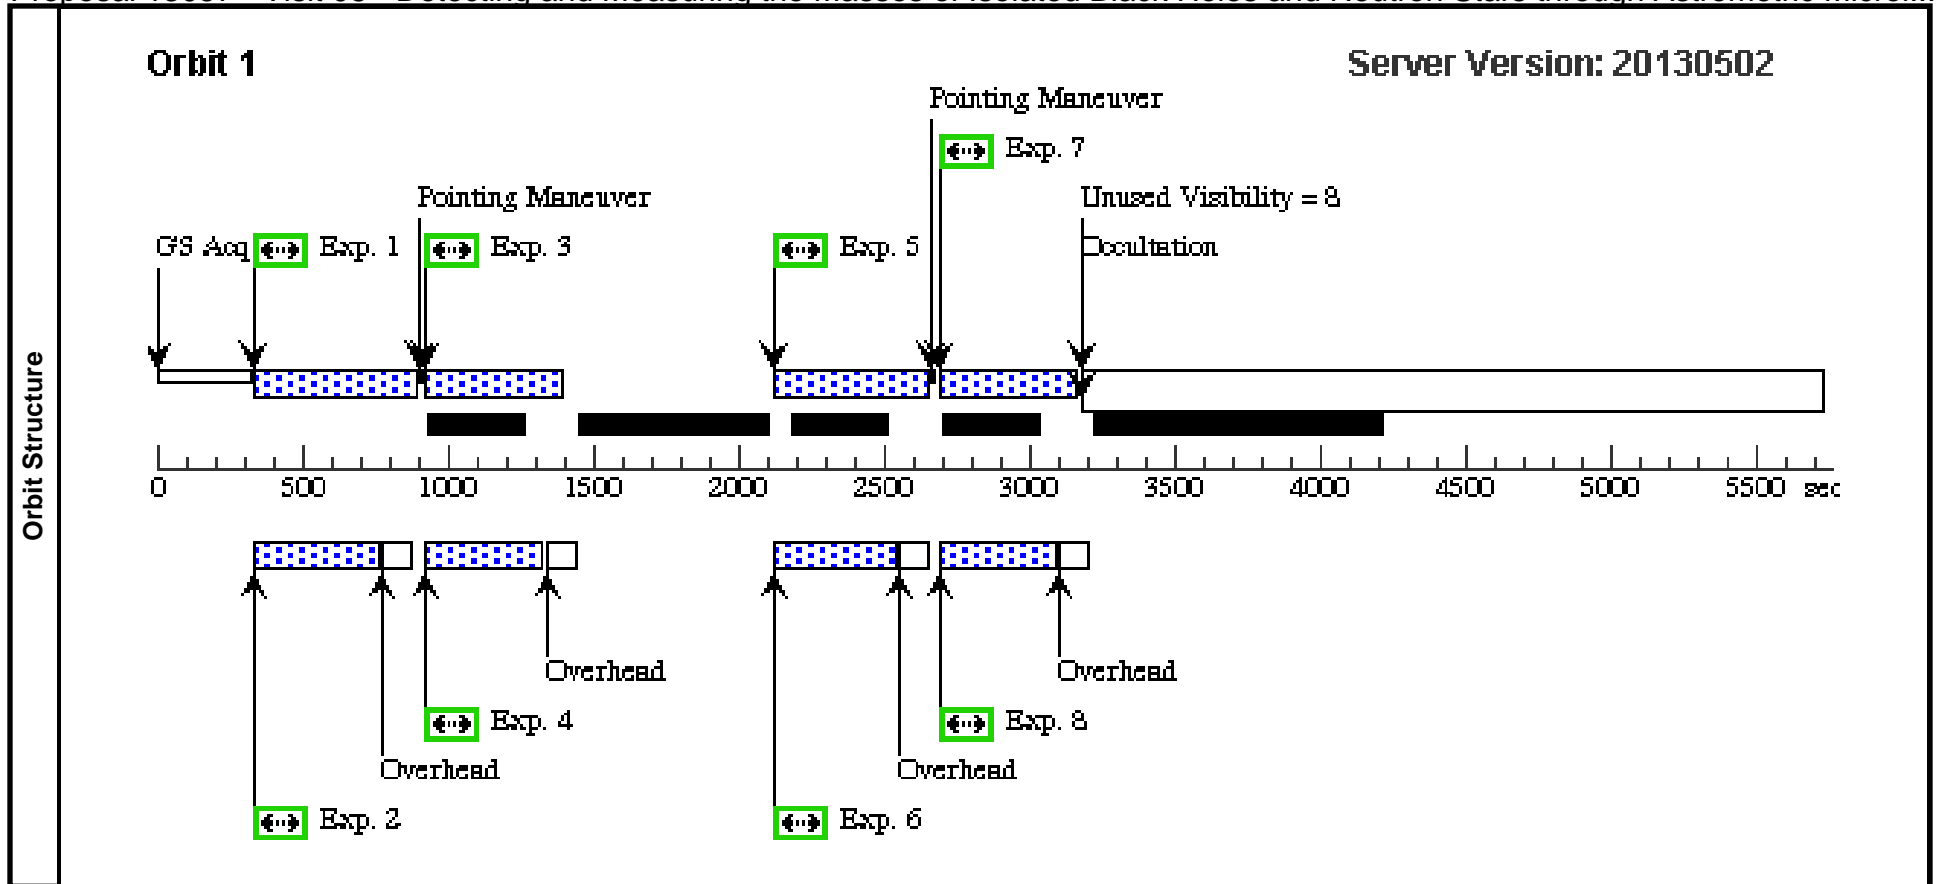 Orbit 1
Server Version: 20130502
Pointing Maneuver
Exp. 7
Pointing Maneuver
Unused Visibility = 8
GS Acq
Exp. 1
Exp. 3
Exp. 5
Occultation
Orbit Structure
0 500 1000 1500 2000 2500 3000 3500 4000 4500 5000 5500 sec
Overhead
Overhead
Exp. 4
Exp. 8
Overhead
Overhead
Exp. 2
Exp. 6